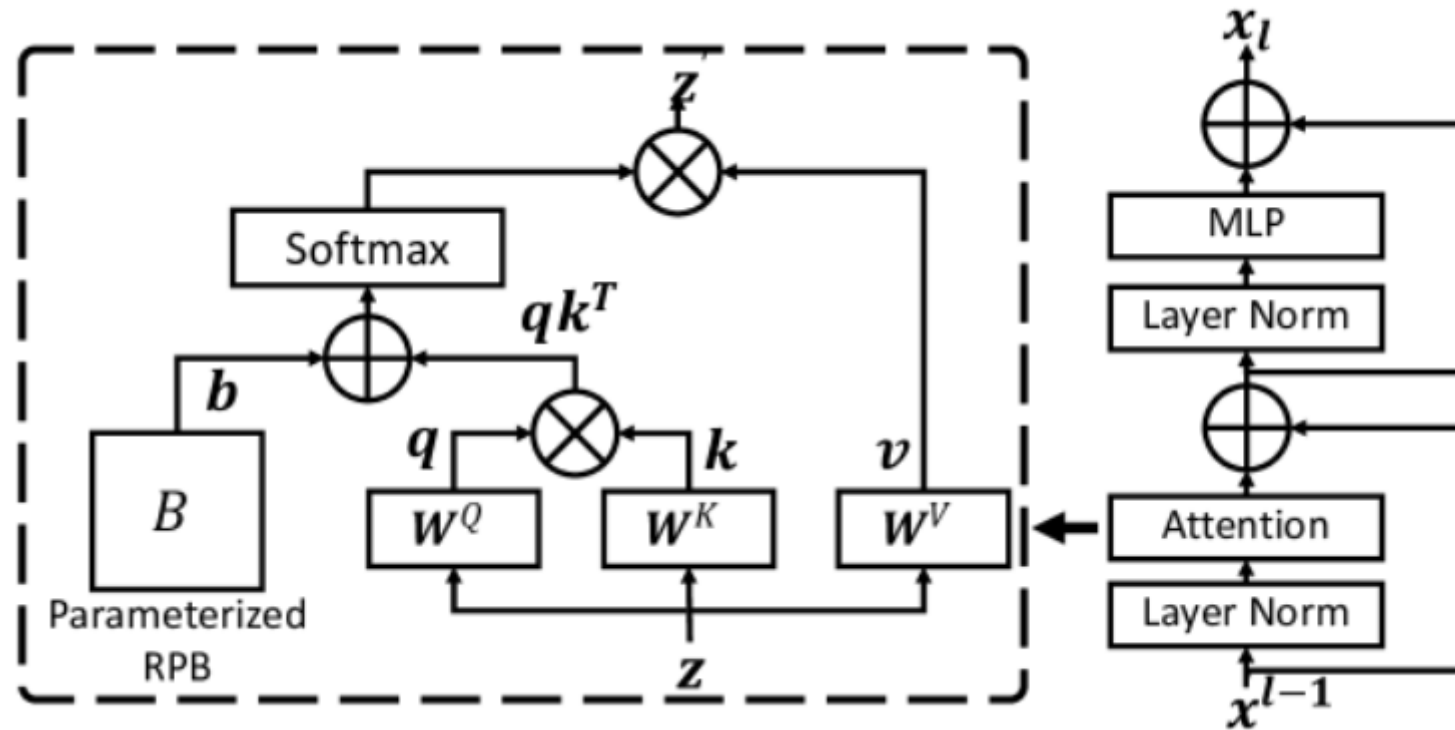 z′
Softmax
qk^T
b
q
k
v
B
W^Q
W^K
W^V
Parameterized
RPB
z
x_l
MLP
Layer Norm
Attention
Layer Norm
x^{l-1}